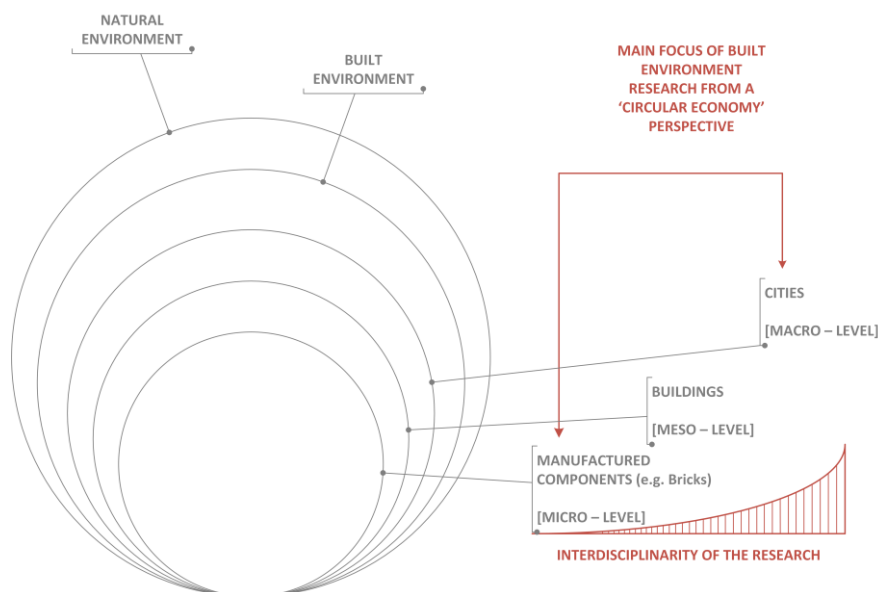 NATURAL
ENVIRONMENT
BUILT
ENVIRONMENT
MAIN FOCUS OF BUILT
ENVIRONMENT
RESEARCH FROM A
‘CIRCULAR ECONOMY’
PERSPECTIVE
CITIES
[MACRO – LEVEL]
BUILDINGS
[MESO – LEVEL]
MANUFACTURED
COMPONENTS (e.g. Bricks)
[MICRO – LEVEL]
INTERDISCIPLINARITY OF THE RESEARCH